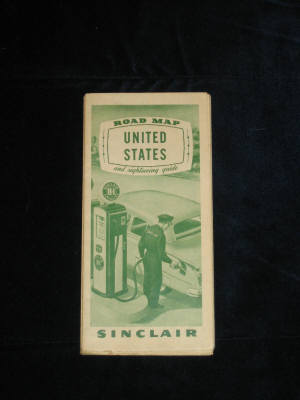 ROAD MAP
UNITED
STATES
and sightseeing guide
SINCLAIR